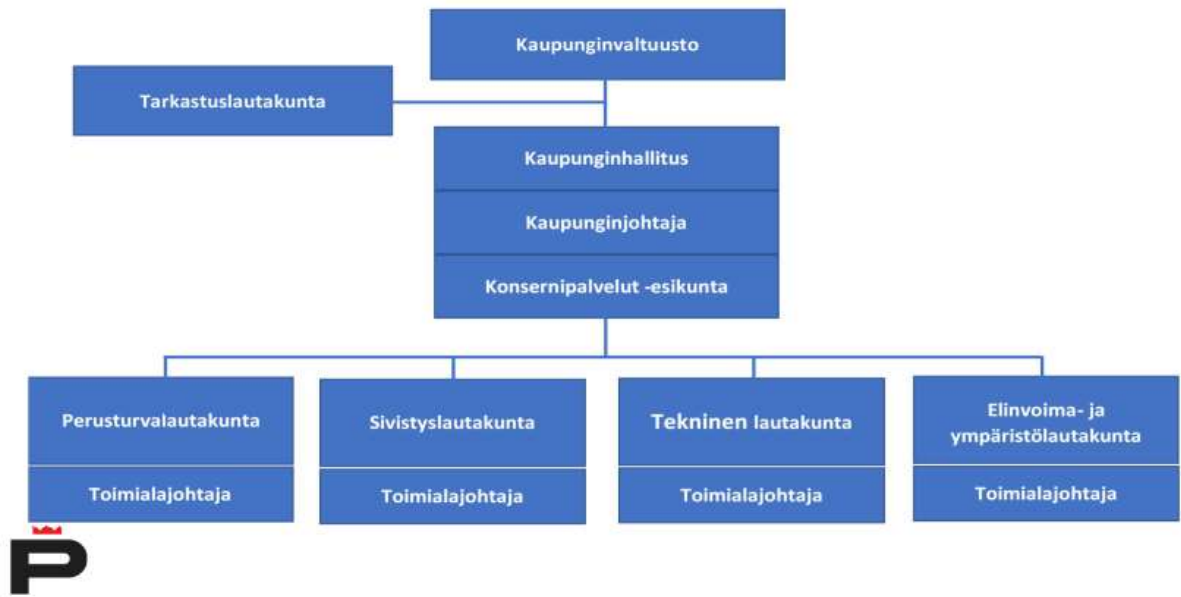 Kaupunginvaltuusto
Tarkastuslautakunta
Kaupunginhallitus
Kaupunginjohtaja
Konsernipalvelut -esikunta
Perusturvalautakunta
Toimialajohtaja
Sivistyslautakunta
Toimialajohtaja
Tekninen lautakunta
Toimialajohtaja
Elinvoima- ja
ympäristölautakunta
Toimialajohtaja
P